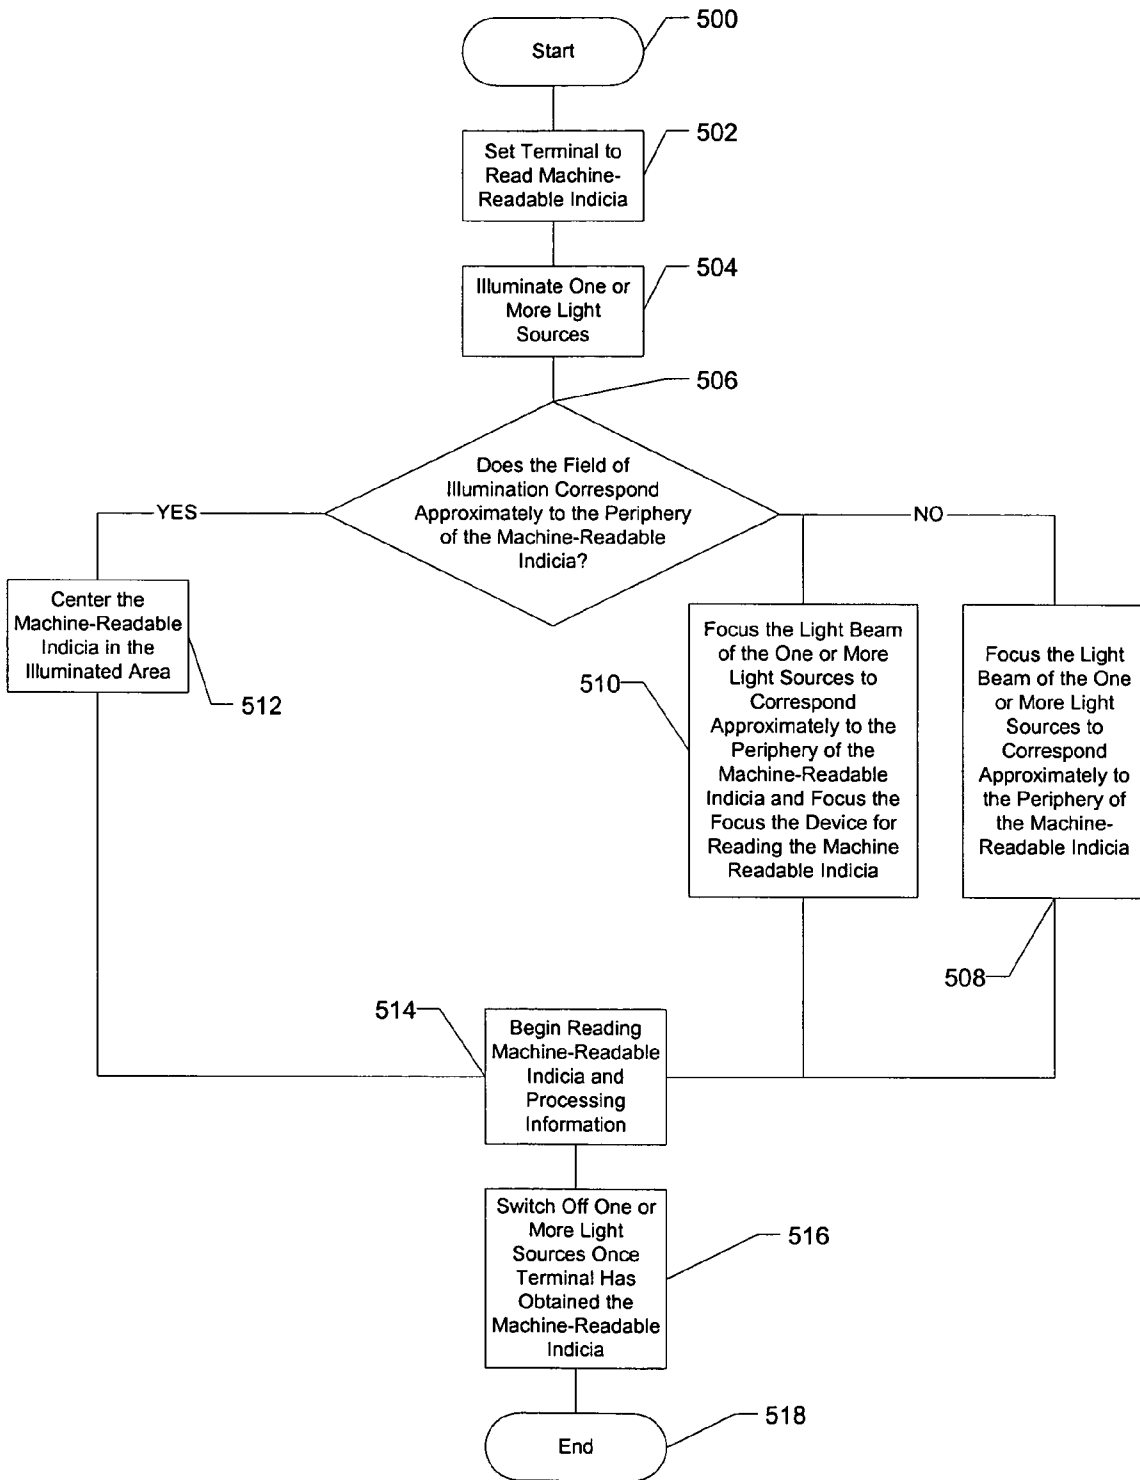 500
Start
502
Set Terminal to
Read Machine-
Readable Indicia
504
Illuminate One or
More Light
Sources
506
Does the Field of
Illumination Correspond
Approximately to the Periphery
of the Machine-Readable
Indicia?
YES
NO
Center the
Machine-Readable
Indicia in the
Illuminated Area
512
510
Focus the Light Beam
of the One or More
Light Sources to
Correspond
Approximately to the
Periphery of the
Machine-Readable
Indicia and Focus the
Focus the Device for
Reading the Machine
Readable Indicia
Focus the Light
Beam of the One
or More Light
Sources to
Correspond
Approximately to
the Periphery of
the Machine-
Readable Indicia
508
514
Begin Reading
Machine-Readable
Indicia and
Processing
Information
Switch Off One or
More Light
Sources Once
Terminal Has
Obtained the
Machine-Readable
Indicia
516
End
518